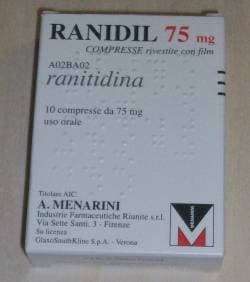 RANIDIL 75 mg
COMPRESSE rivestite con film
A02BA02
ranitidina
10 compresse da 75 mg
uso orale
Titolare AIC:
A. MENARINI
Industrie Farmaceutiche Riunite s.r.l.
Via Sette Santi, 3 - Firenze
Su licenza
GlaxoSmithKline S.p.A. - Verona
MENARINI